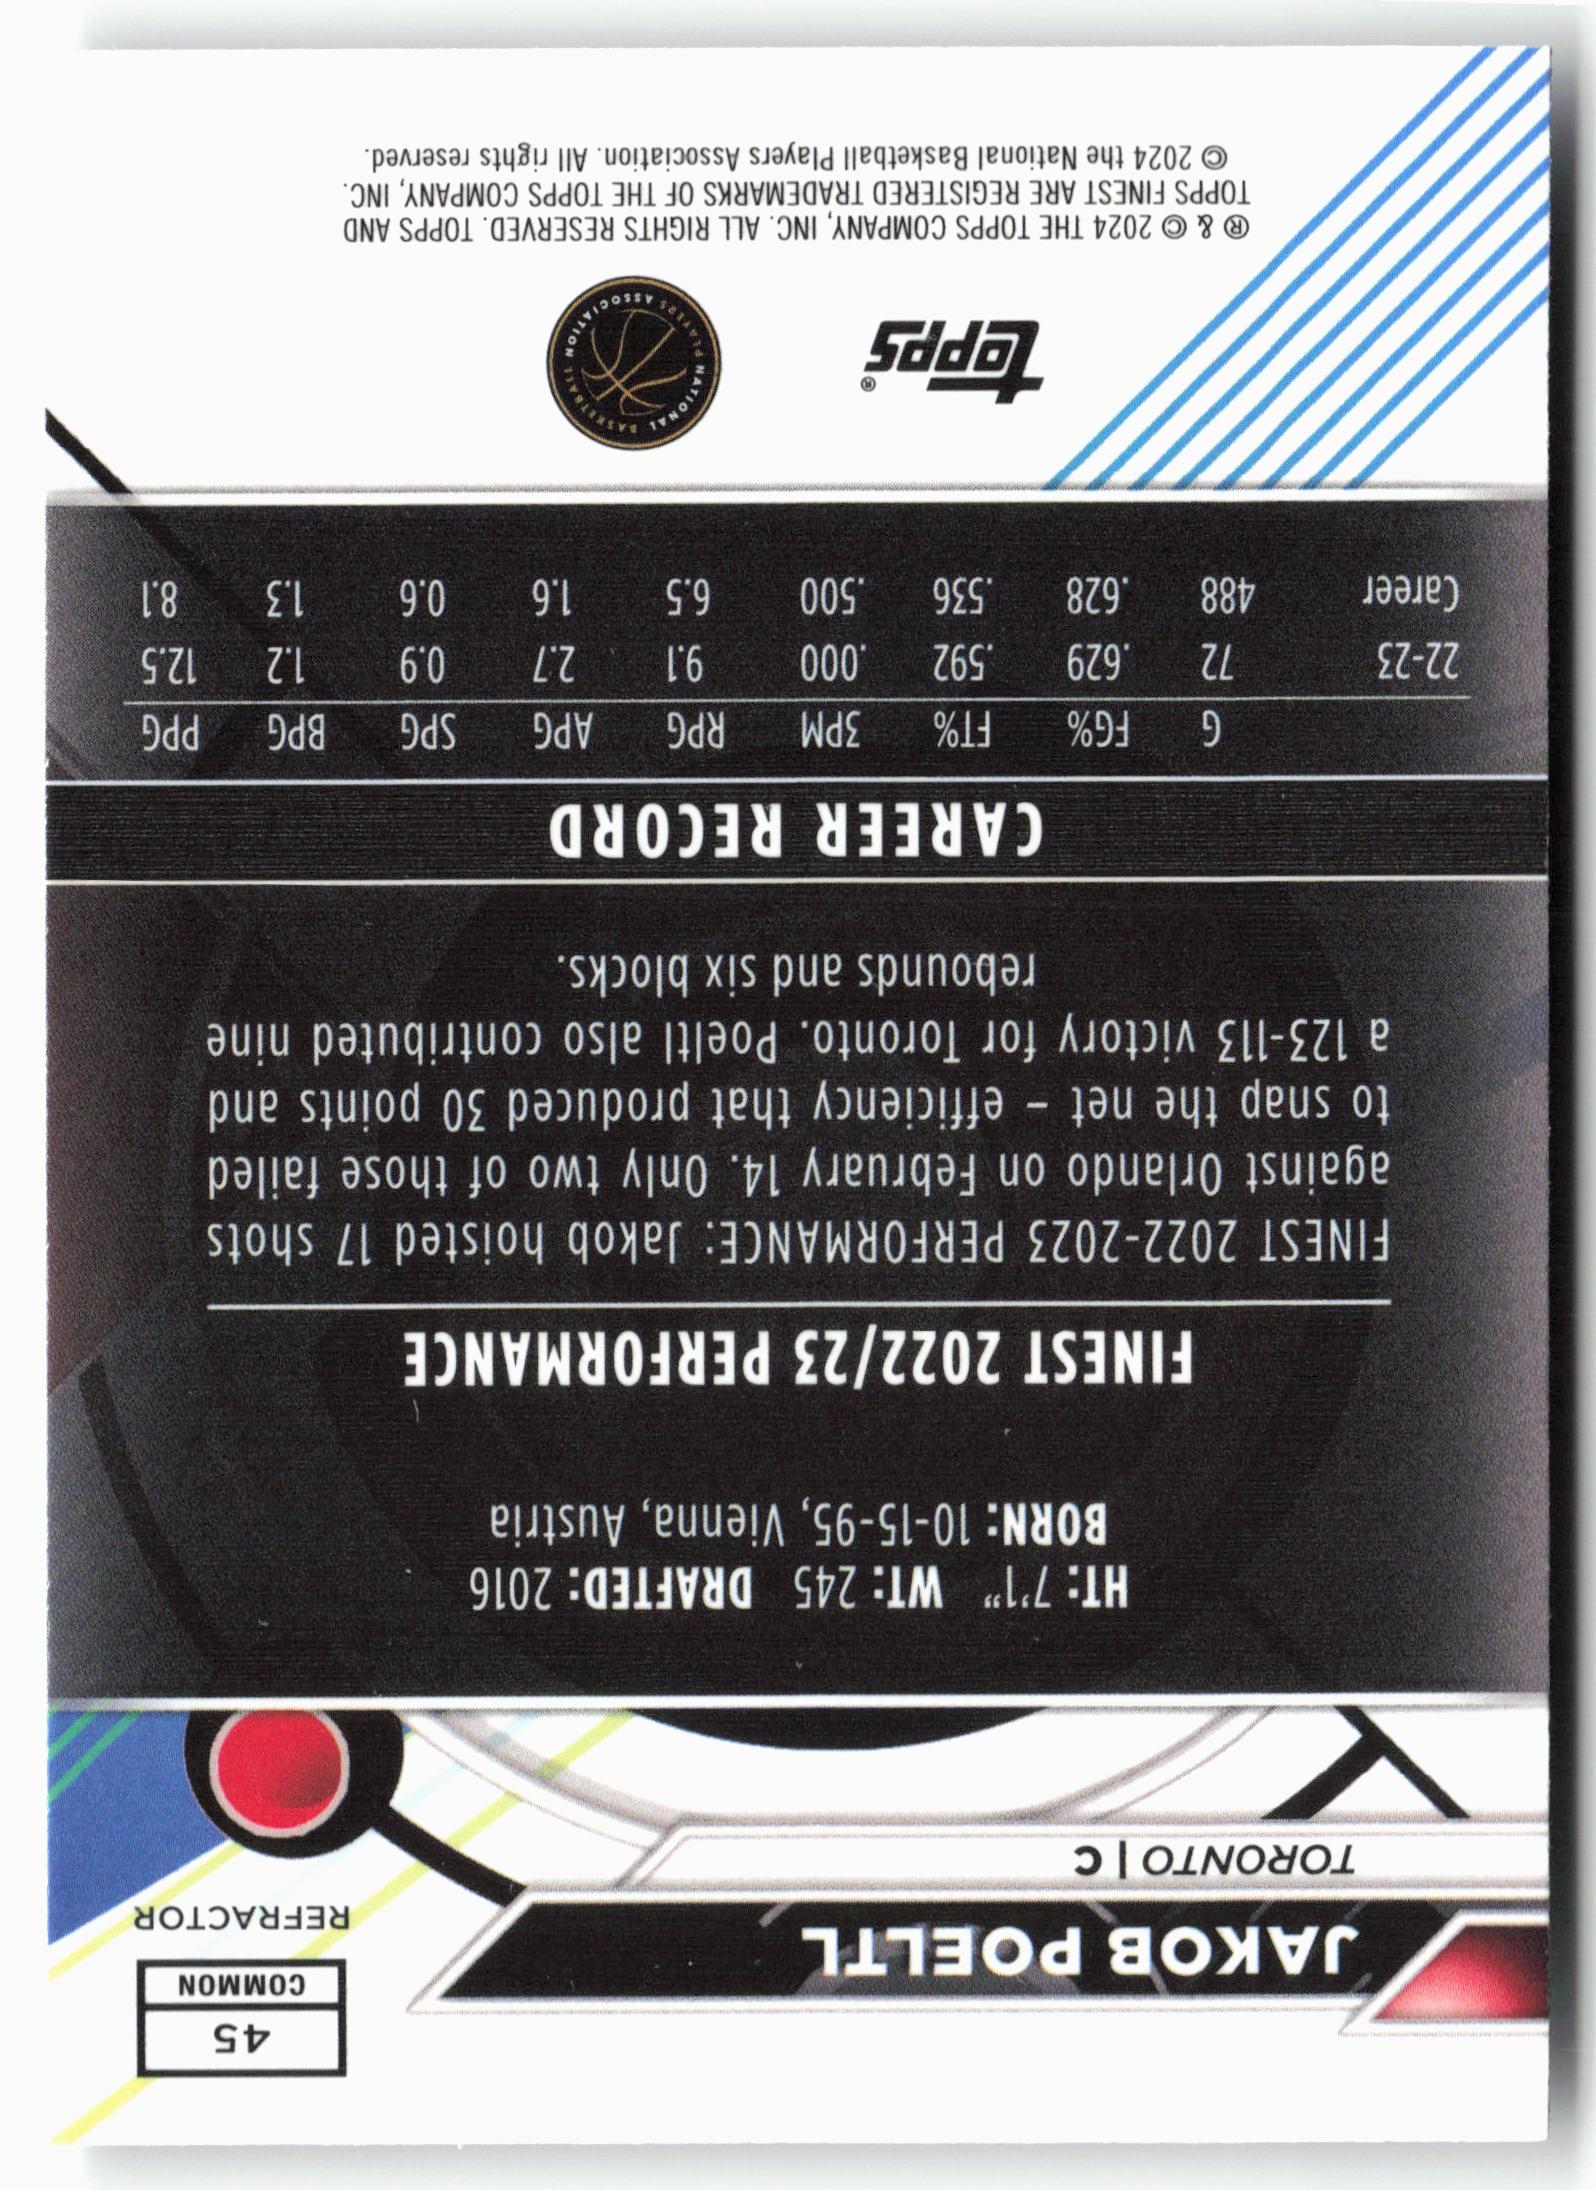 45
COMMON
REFRACTOR
JAKOB POELTL
TORONTO | C
HT: 7'1" WT: 245 DRAFTED: 2016
BORN: 10-15-95, Vienna, Austria
FINEST 2022/23 PERFORMANCE
FINEST 2022-2023 PERFORMANCE: Jakob hoisted 17 shots
against Orlando on February 14. Only two of those failed
to snap the net – efficiency that produced 30 points and
a 123-113 victory for Toronto. Poeltl also contributed nine
rebounds and six blocks.
CAREER RECORD
G FG% FT% 3PM RPG APG SPG BPG PPG
22-23 72 .629 .592 .000 9.1 2.7 0.9 1.2 12.5
Career 488 .628 .536 .500 6.5 1.6 0.6 1.3 8.1
topps®
NATIONAL BASKETBALL PLAYERS ASSOCIATION
® & © 2024 THE TOPPS COMPANY, INC. ALL RIGHTS RESERVED. TOPPS AND
TOPPS FINEST ARE REGISTERED TRADEMARKS OF THE TOPPS COMPANY, INC.
© 2024 the National Basketball Players Association. All rights reserved.